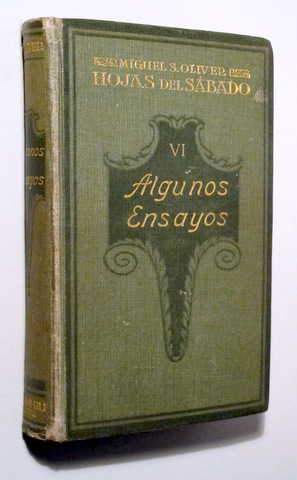 MIGUEL S. OLIVER
HOJAS DEL SÁBADO
VI
Algunos
Ensayos